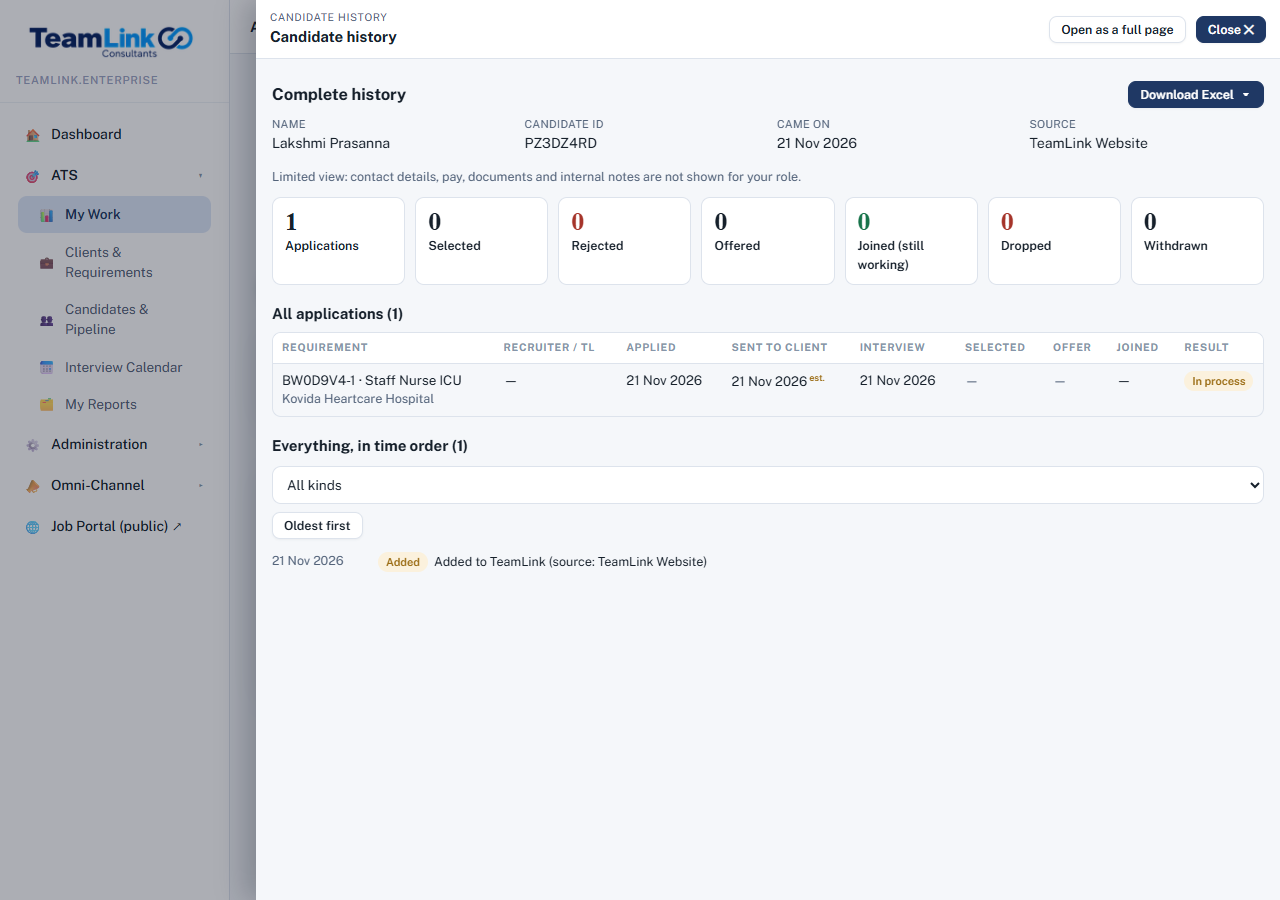 TeamLink
Consultants
TEAMLINK.ENTERPRISE
Dashboard
ATS
My Work
Clients &
Requirements
Candidates &
Pipeline
Interview Calendar
My Reports
Administration
Omni-Channel
Job Portal (public) ↗
CANDIDATE HISTORY
Candidate history
Open as a full page
Close ✕
Complete history
Download Excel
NAME
Lakshmi Prasanna
CANDIDATE ID
PZ3DZ4RD
CAME ON
21 Nov 2026
SOURCE
TeamLink Website
Limited view: contact details, pay, documents and internal notes are not shown for your role.
1
Applications
0
Selected
0
Rejected
0
Offered
0
Joined (still
working)
0
Dropped
0
Withdrawn
All applications (1)
REQUIREMENT RECRUITER / TL APPLIED SENT TO CLIENT INTERVIEW SELECTED OFFER JOINED RESULT
BW0D9V4-1 · Staff Nurse ICU — 21 Nov 2026 21 Nov 2026 est. 21 Nov 2026 — — — In process
Kovida Heartcare Hospital
Everything, in time order (1)
All kinds
Oldest first
21 Nov 2026 Added Added to TeamLink (source: TeamLink Website)